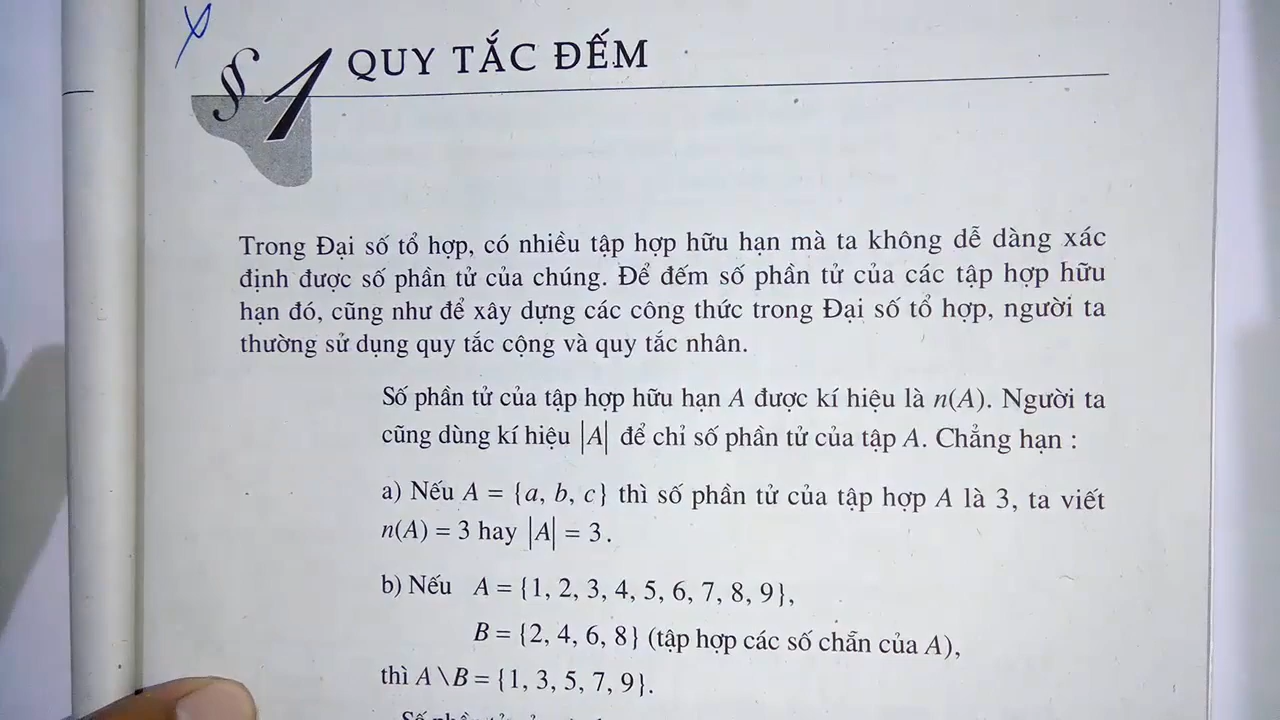 § 1 QUY TẮC ĐẾM
Trong Đại số tổ hợp, có nhiều tập hợp hữu hạn mà ta không dễ dàng xác
định được số phần tử của chúng. Để đếm số phần tử của các tập hợp hữu
hạn đó, cũng như để xây dựng các công thức trong Đại số tổ hợp, người ta
thường sử dụng quy tắc cộng và quy tắc nhân.
Số phần tử của tập hợp hữu hạn A được kí hiệu là n(A). Người ta
cũng dùng kí hiệu |A| để chỉ số phần tử của tập A. Chẳng hạn :
a) Nếu A = {a, b, c} thì số phần tử của tập hợp A là 3, ta viết
n(A) = 3 hay |A| = 3.
b) Nếu A = {1, 2, 3, 4, 5, 6, 7, 8, 9},
B = {2, 4, 6, 8} (tập hợp các số chẵn của A),
thì A \ B = {1, 3, 5, 7, 9}.